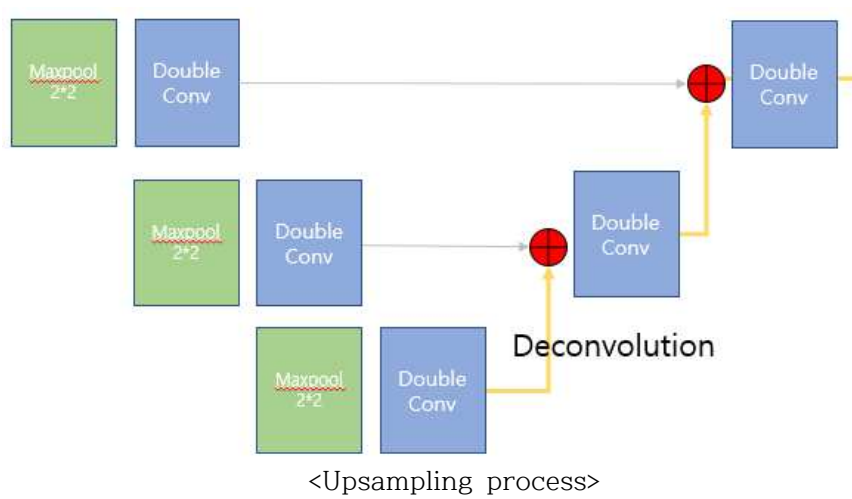 Maxpool
2*2
Double
Conv
Double
Conv
Maxpool
2*2
Double
Conv
Double
Conv
Maxpool
2*2
Double
Conv
Deconvolution
<Upsampling process>